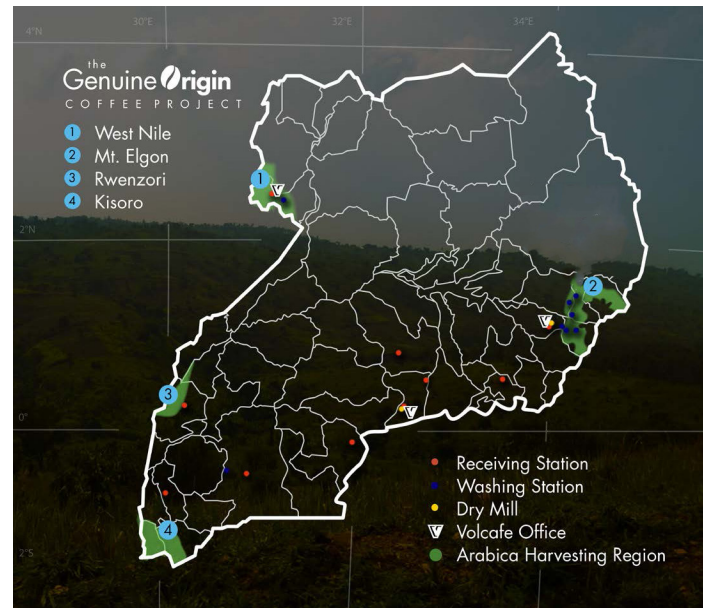 30°E
32°E
34°E
4°N
the
Genuine Origin
COFFEE PROJECT
1 West Nile
2 Mt. Elgon
3 Rwenzori
4 Kisoro
1
V
2°N
2
V
3
0°
V
Receiving Station
Washing Station
Dry Mill
V Volcafe Office
4
Arabica Harvesting Region
2°S